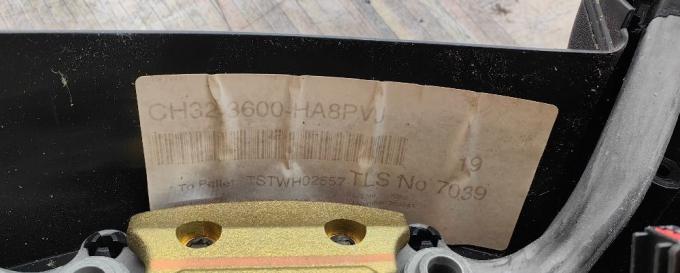 CH32-3600-HA8PVJ
19
To Pallet TSTWH02557 TLS No 7039